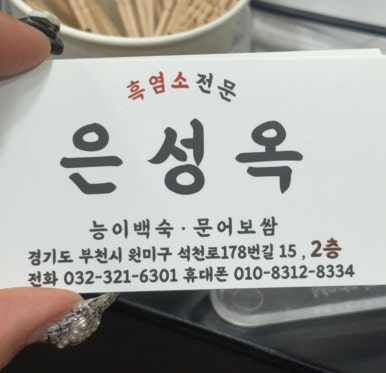 흑염소전문
은성옥
능이백숙 · 문어보쌈
경기도 부천시 원미구 석천로178번길 15 , 2층
전화 032-321-6301 휴대폰 010-8312-8334